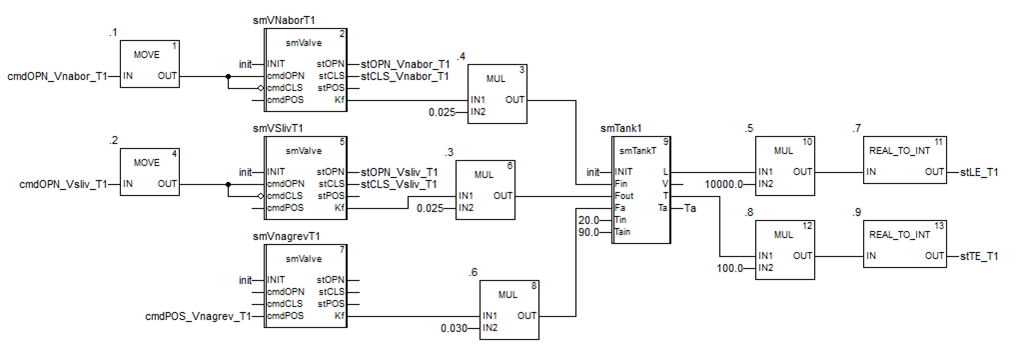 smVNaborT1
.1
1
MOVE
cmdOPN_Vnabor_T1
IN OUT
2
smValve
init
INIT stOPN
stOPN_Vnabor_T1
cmdOPN stCLS
stCLS_Vnabor_T1
cmdCLS stPOS
cmdPOS Kf
.4
3
MUL
IN1 OUT
0.025
IN2
smVSlivT1
.2
4
MOVE
cmdOPN_Vsliv_T1
IN OUT
5
smValve
init
INIT stOPN
stOPN_Vsliv_T1
cmdOPN stCLS
stCLS_Vsliv_T1
cmdCLS stPOS
cmdPOS Kf
.3
6
MUL
IN1 OUT
0.025
IN2
smVnagrevT1
7
smValve
init
INIT stOPN
cmdOPN stCLS
cmdCLS stPOS
cmdPOS_Vnagrev_T1
cmdPOS Kf
.6
8
MUL
IN1 OUT
0.030
IN2
smTank1
9
smTankT
init
INIT L
Fin V
Fout T
Fa Ta
Ta
20.0
Tin
90.0
Tain
.5
10
MUL
IN1 OUT
10000.0
IN2
.7
11
REAL_TO_INT
IN OUT
stLE_T1
.8
12
MUL
IN1 OUT
100.0
IN2
.9
13
REAL_TO_INT
IN OUT
stTE_T1